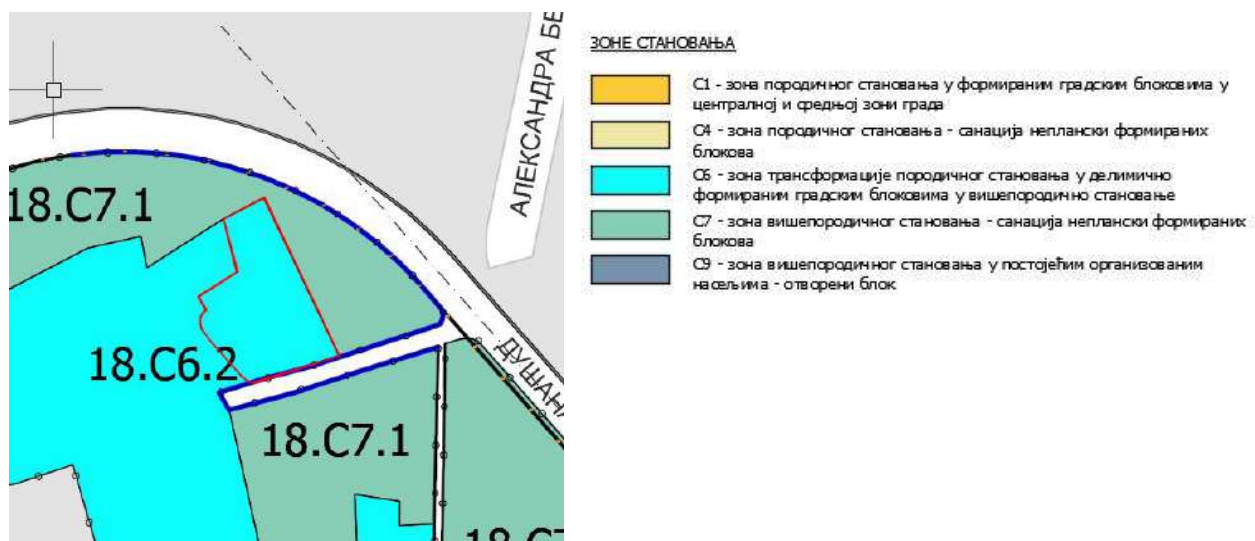 АЛЕКСАНДРА
18.C7.1
18.C6.2
18.C7.1
ДУШАНА
ЗОНЕ СТАНОВАЊА
С1 - зона породичног становања у формираним градским блоковима у
централној и средњој зони града
С4 - зона породичног становања - санација неплански формираних
блокова
С6 - зона трансформације породичног становања у делимично
формираним градским блоковима у вишепородично становање
С7 - зона вишепородичног становања - санација неплански формираних
блокова
С9 - зона вишепородичног становања у постојећим организованим
насељима - отворени блок